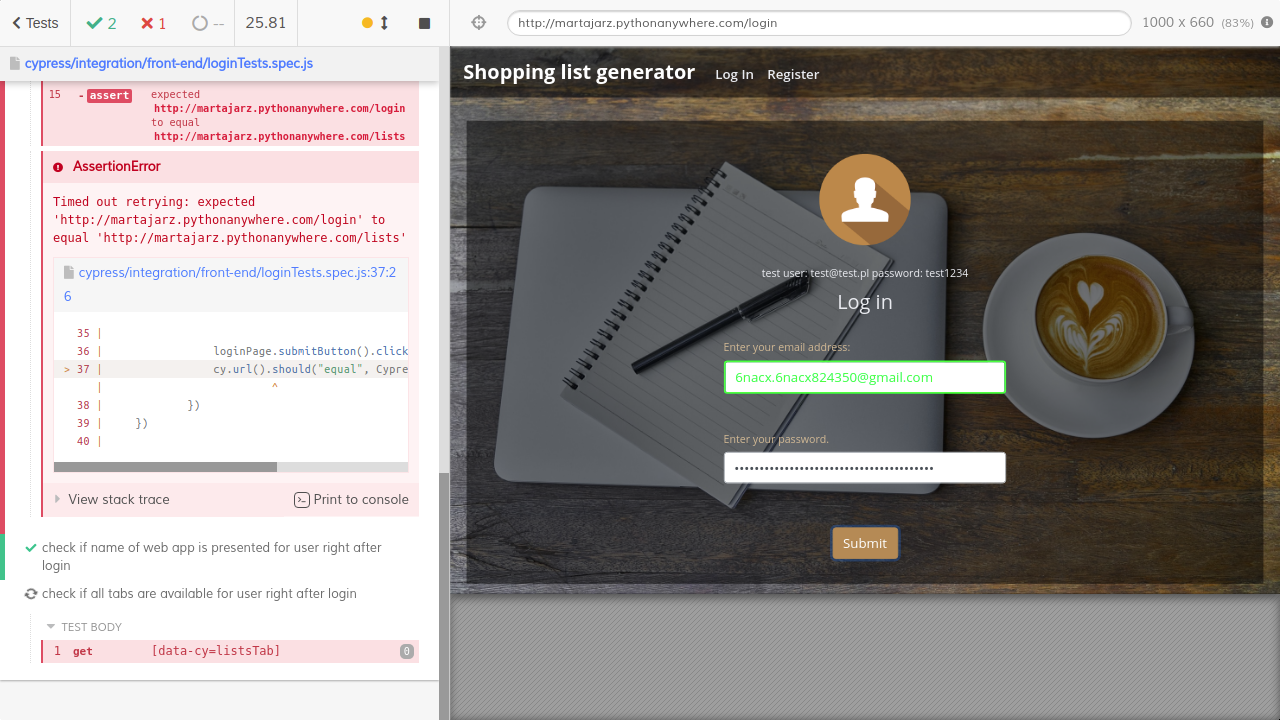 Tests
2
1
--
25.81
http://martajarz.pythonanywhere.com/login
1000 x 660 (83%)
cypress/integration/front-end/loginTests.spec.js
15 - assert expected
http://martajarz.pythonanywhere.com/login
to equal
http://martajarz.pythonanywhere.com/lists
AssertionError
Timed out retrying: expected
'http://martajarz.pythonanywhere.com/login' to
equal 'http://martajarz.pythonanywhere.com/lists'
cypress/integration/front-end/loginTests.spec.js:37:2
6
35 |
36 | loginPage.submitButton().click
> 37 | cy.url().should("equal", Cypre
| ^
38 | })
39 | })
40 |
View stack trace
Print to console
check if name of web app is presented for user right after
login
check if all tabs are available for user right after login
TEST BODY
1 get [data-cy=listsTab] 0
Shopping list generator
Log In
Register
test user: test@test.pl password: test1234
Log in
Enter your email address:
6nacx.6nacx824350@gmail.com
Enter your password.
••••••••••••••••••••••••••••••••••••••••
Submit